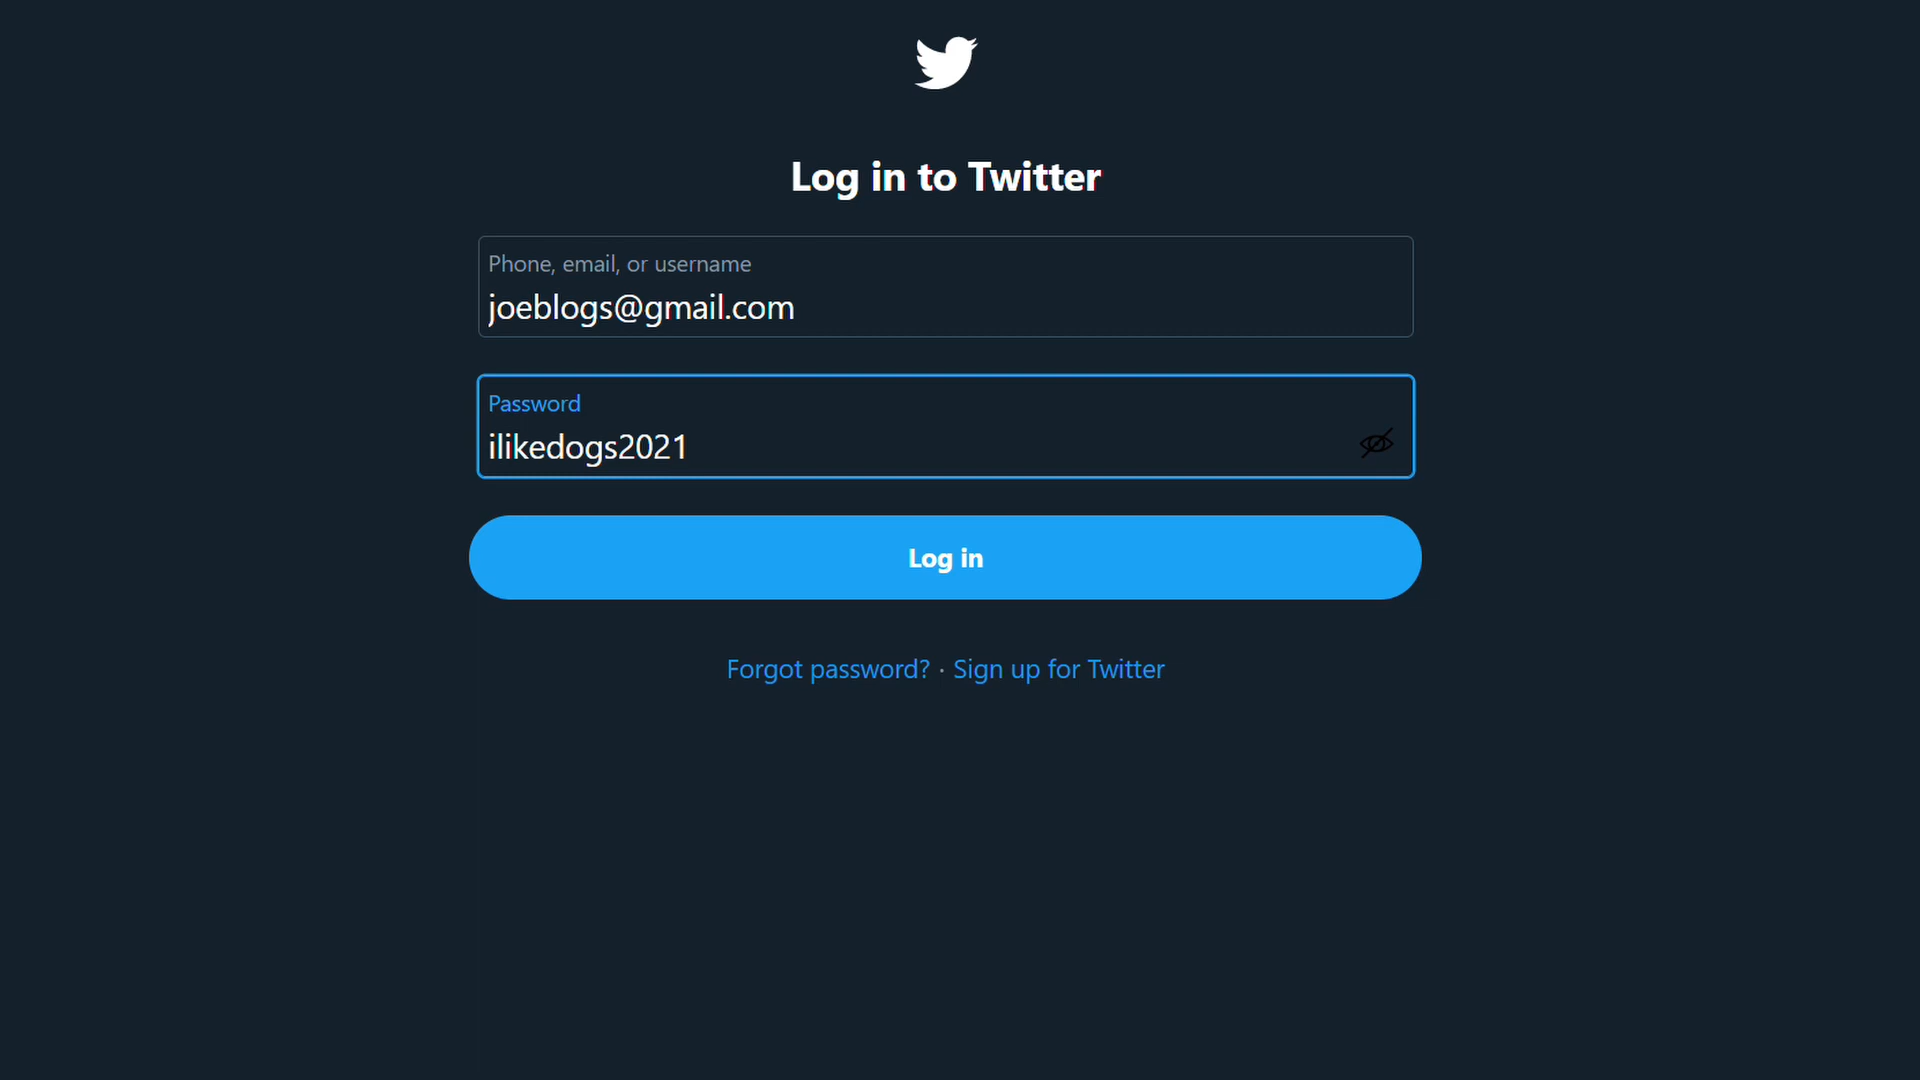 Log in to Twitter
Phone, email, or username
joeblogs@gmail.com
Password
ilikedogs2021
Log in
Forgot password? · Sign up for Twitter